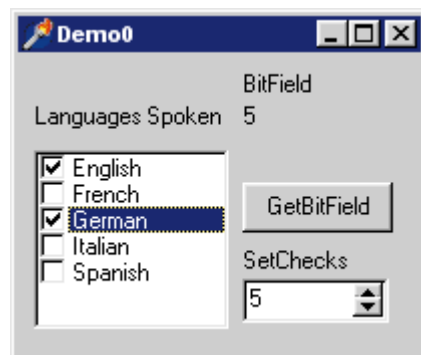 Demo0
BitField
Languages Spoken 5
English
French
German
Italian
Spanish
GetBitField
SetChecks
5